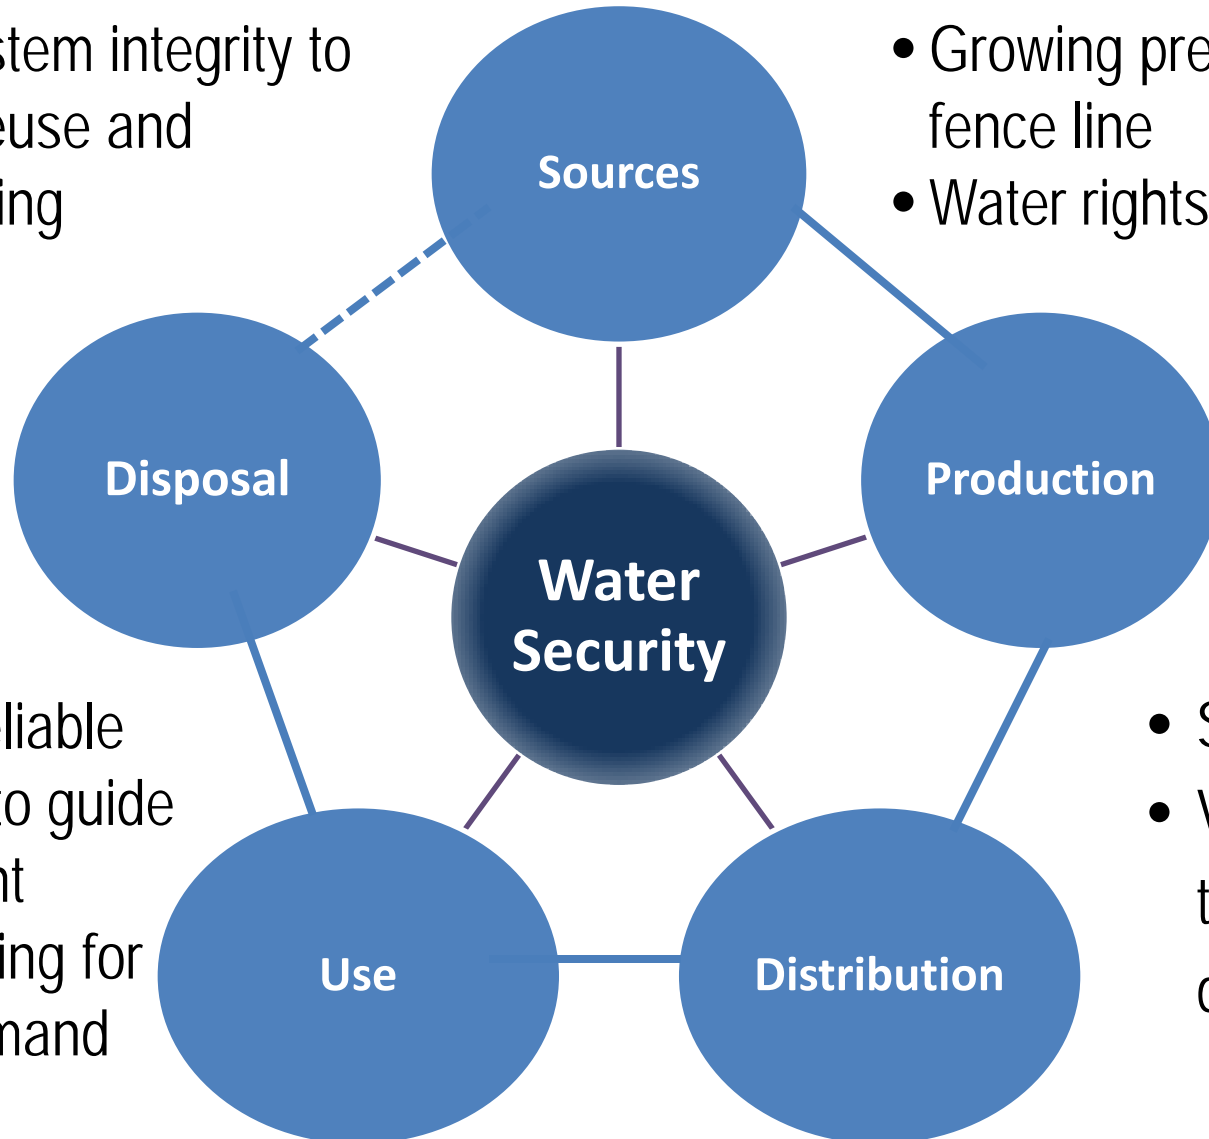 stem integrity to
euse and
ing
• Growing pre
fence line
• Water rights
Sources
Disposal
Production
Water
Security
eliable
to guide
nt
ing for
mand
• S
• V
t
Use
Distribution